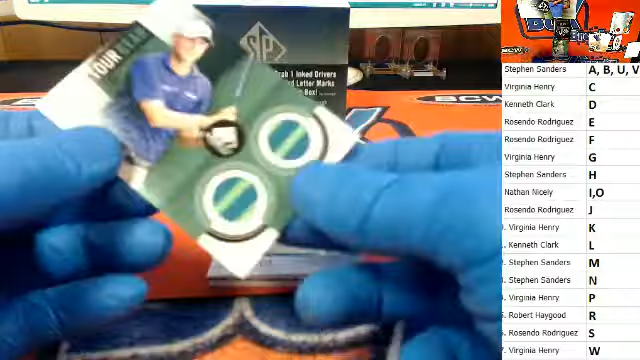 TOUR STAR
SP
Grab 1 Inked Drivers
Letter Marks
Box!
Stephen Sanders A, B, U, V
Virginia Henry C
Kenneth Clark D
Rosendo Rodriguez E
Rosendo Rodriguez F
Virginia Henry G
Stephen Sanders H
Nathan Nicely I,O
Rosendo Rodriguez J
Virginia Henry K
Kenneth Clark L
Stephen Sanders M
Stephen Sanders N
Virginia Henry P
Robert Haygood R
Rosendo Rodriguez S
Virginia Henry W